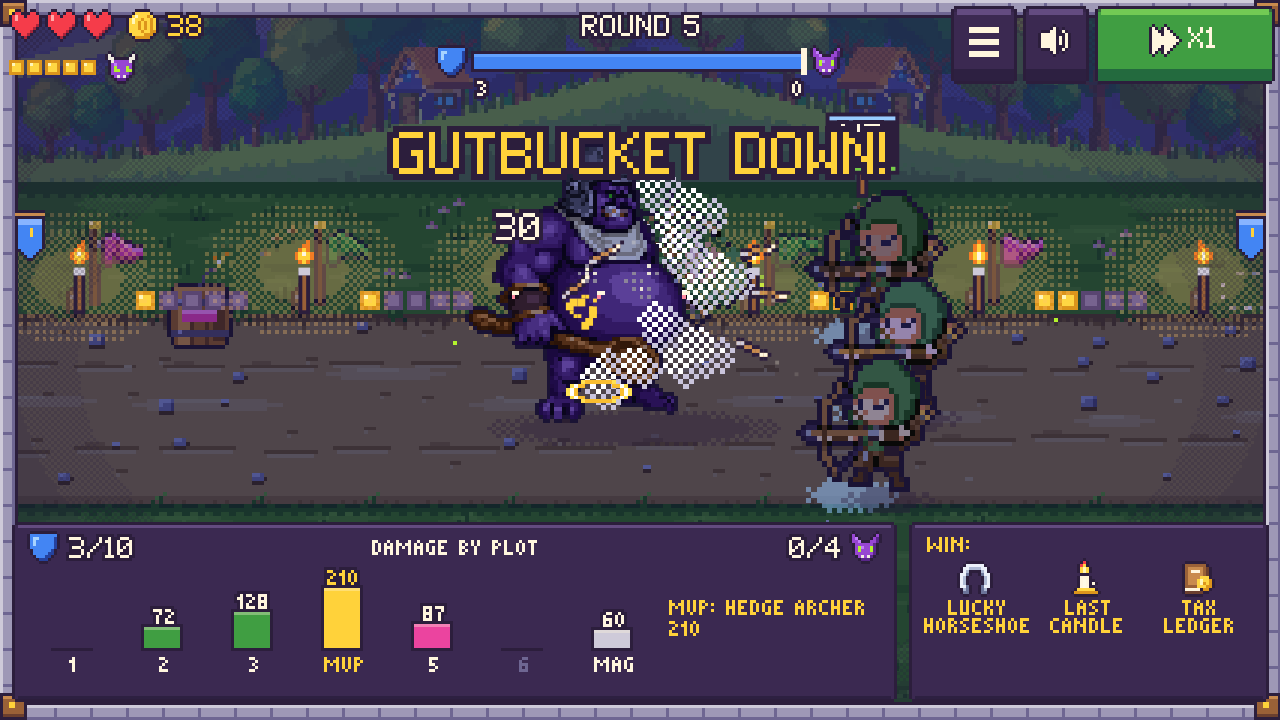 38
ROUND 5
X1
3
0
GUTBUCKET DOWN!
30
3/10
DAMAGE BY PLOT
0/4
WIN:
72
128
210
87
60
1
2
3
MVP
5
6
MAG
MVP: HEDGE ARCHER
210
LUCKY
HORSESHOE
LAST
CANDLE
TAX
LEDGER